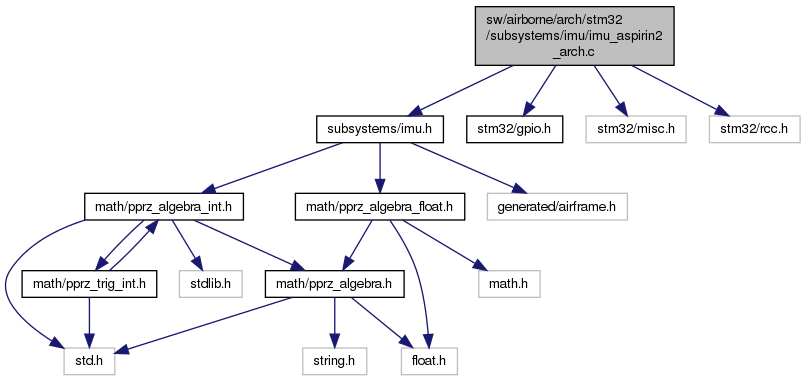 sw/airborne/arch/stm32
/subsystems/imu/imu_aspirin2
_arch.c
subsystems/imu.h
stm32/gpio.h
stm32/misc.h
stm32/rcc.h
math/pprz_algebra_int.h
math/pprz_algebra_float.h
generated/airframe.h
math/pprz_trig_int.h
stdlib.h
math/pprz_algebra.h
math.h
std.h
string.h
float.h